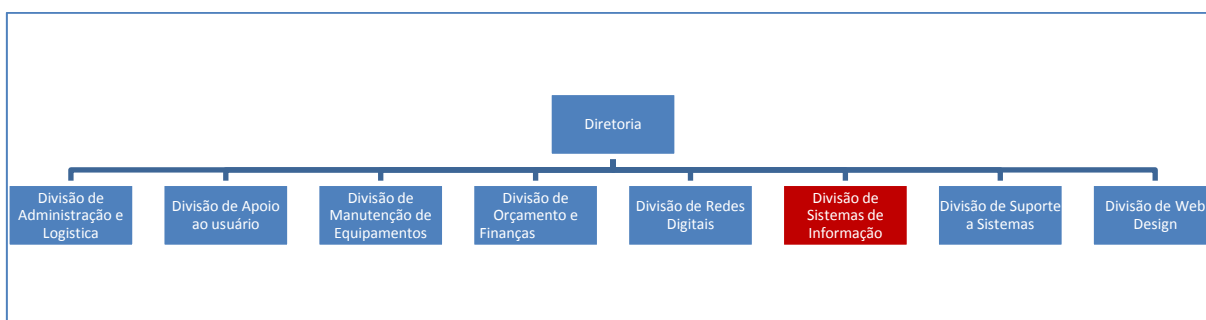 Diretoria
Divisão de
Administração e
Logistica
Divisão de Apoio
ao usuário
Divisão de
Manutenção de
Equipamentos
Divisão de
Orçamento e
Finanças
Divisão de Redes
Digitais
Divisão de
Sistemas de
Informação
Divisão de Suporte
a Sistemas
Divisão de Web
Design